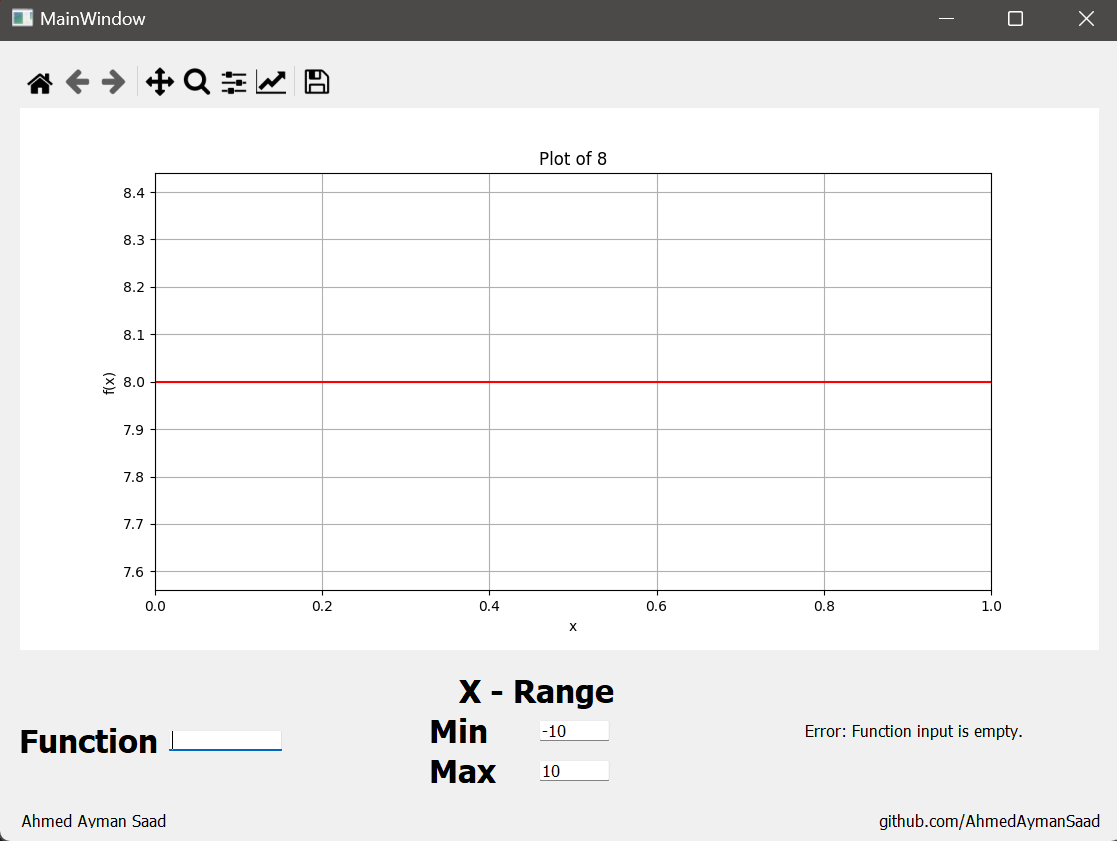 MainWindow
Plot of 8
8.4
8.3
8.2
8.1
8.0
7.9
7.8
7.7
7.6
f(x)
0.0 0.2 0.4 0.6 0.8 1.0
x
X - Range
Function
Min -10
Max 10
Error: Function input is empty.
Ahmed Ayman Saad
github.com/AhmedAymanSaad